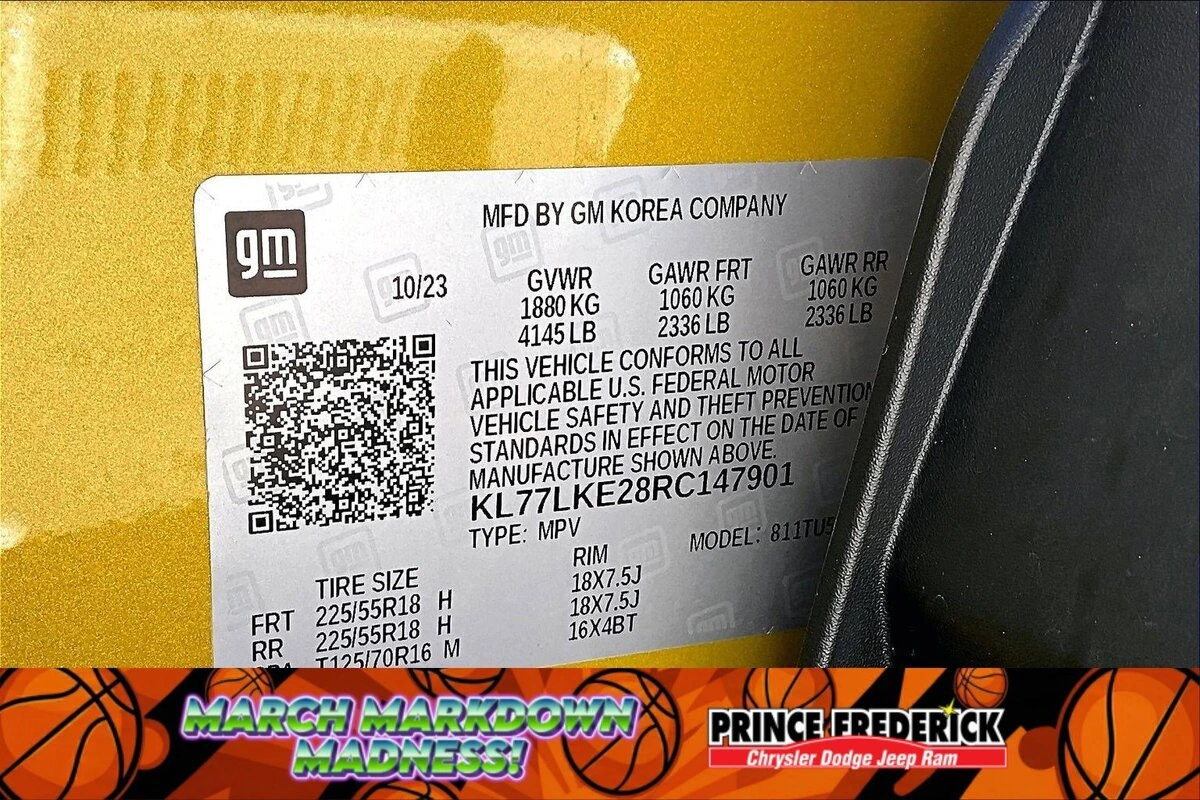 gm
MFD BY GM KOREA COMPANY
10/23
GVWR GAWR FRT GAWR RR
1880 KG 1060 KG 1060 KG
4145 LB 2336 LB 2336 LB
THIS VEHICLE CONFORMS TO ALL
APPLICABLE U.S. FEDERAL MOTOR
VEHICLE SAFETY AND THEFT PREVENTION
STANDARDS IN EFFECT ON THE DATE OF
MANUFACTURE SHOWN ABOVE.
KL77LKE28RC147901
TYPE: MPV MODEL: 811TU5
TIRE SIZE RIM
FRT 225/55R18 H 18X7.5J
RR 225/55R18 H 18X7.5J
T125/70R16 M 16X4BT
MARCH MARKDOWN
MADNESS!
PRINCE FREDERICK
Chrysler Dodge Jeep Ram